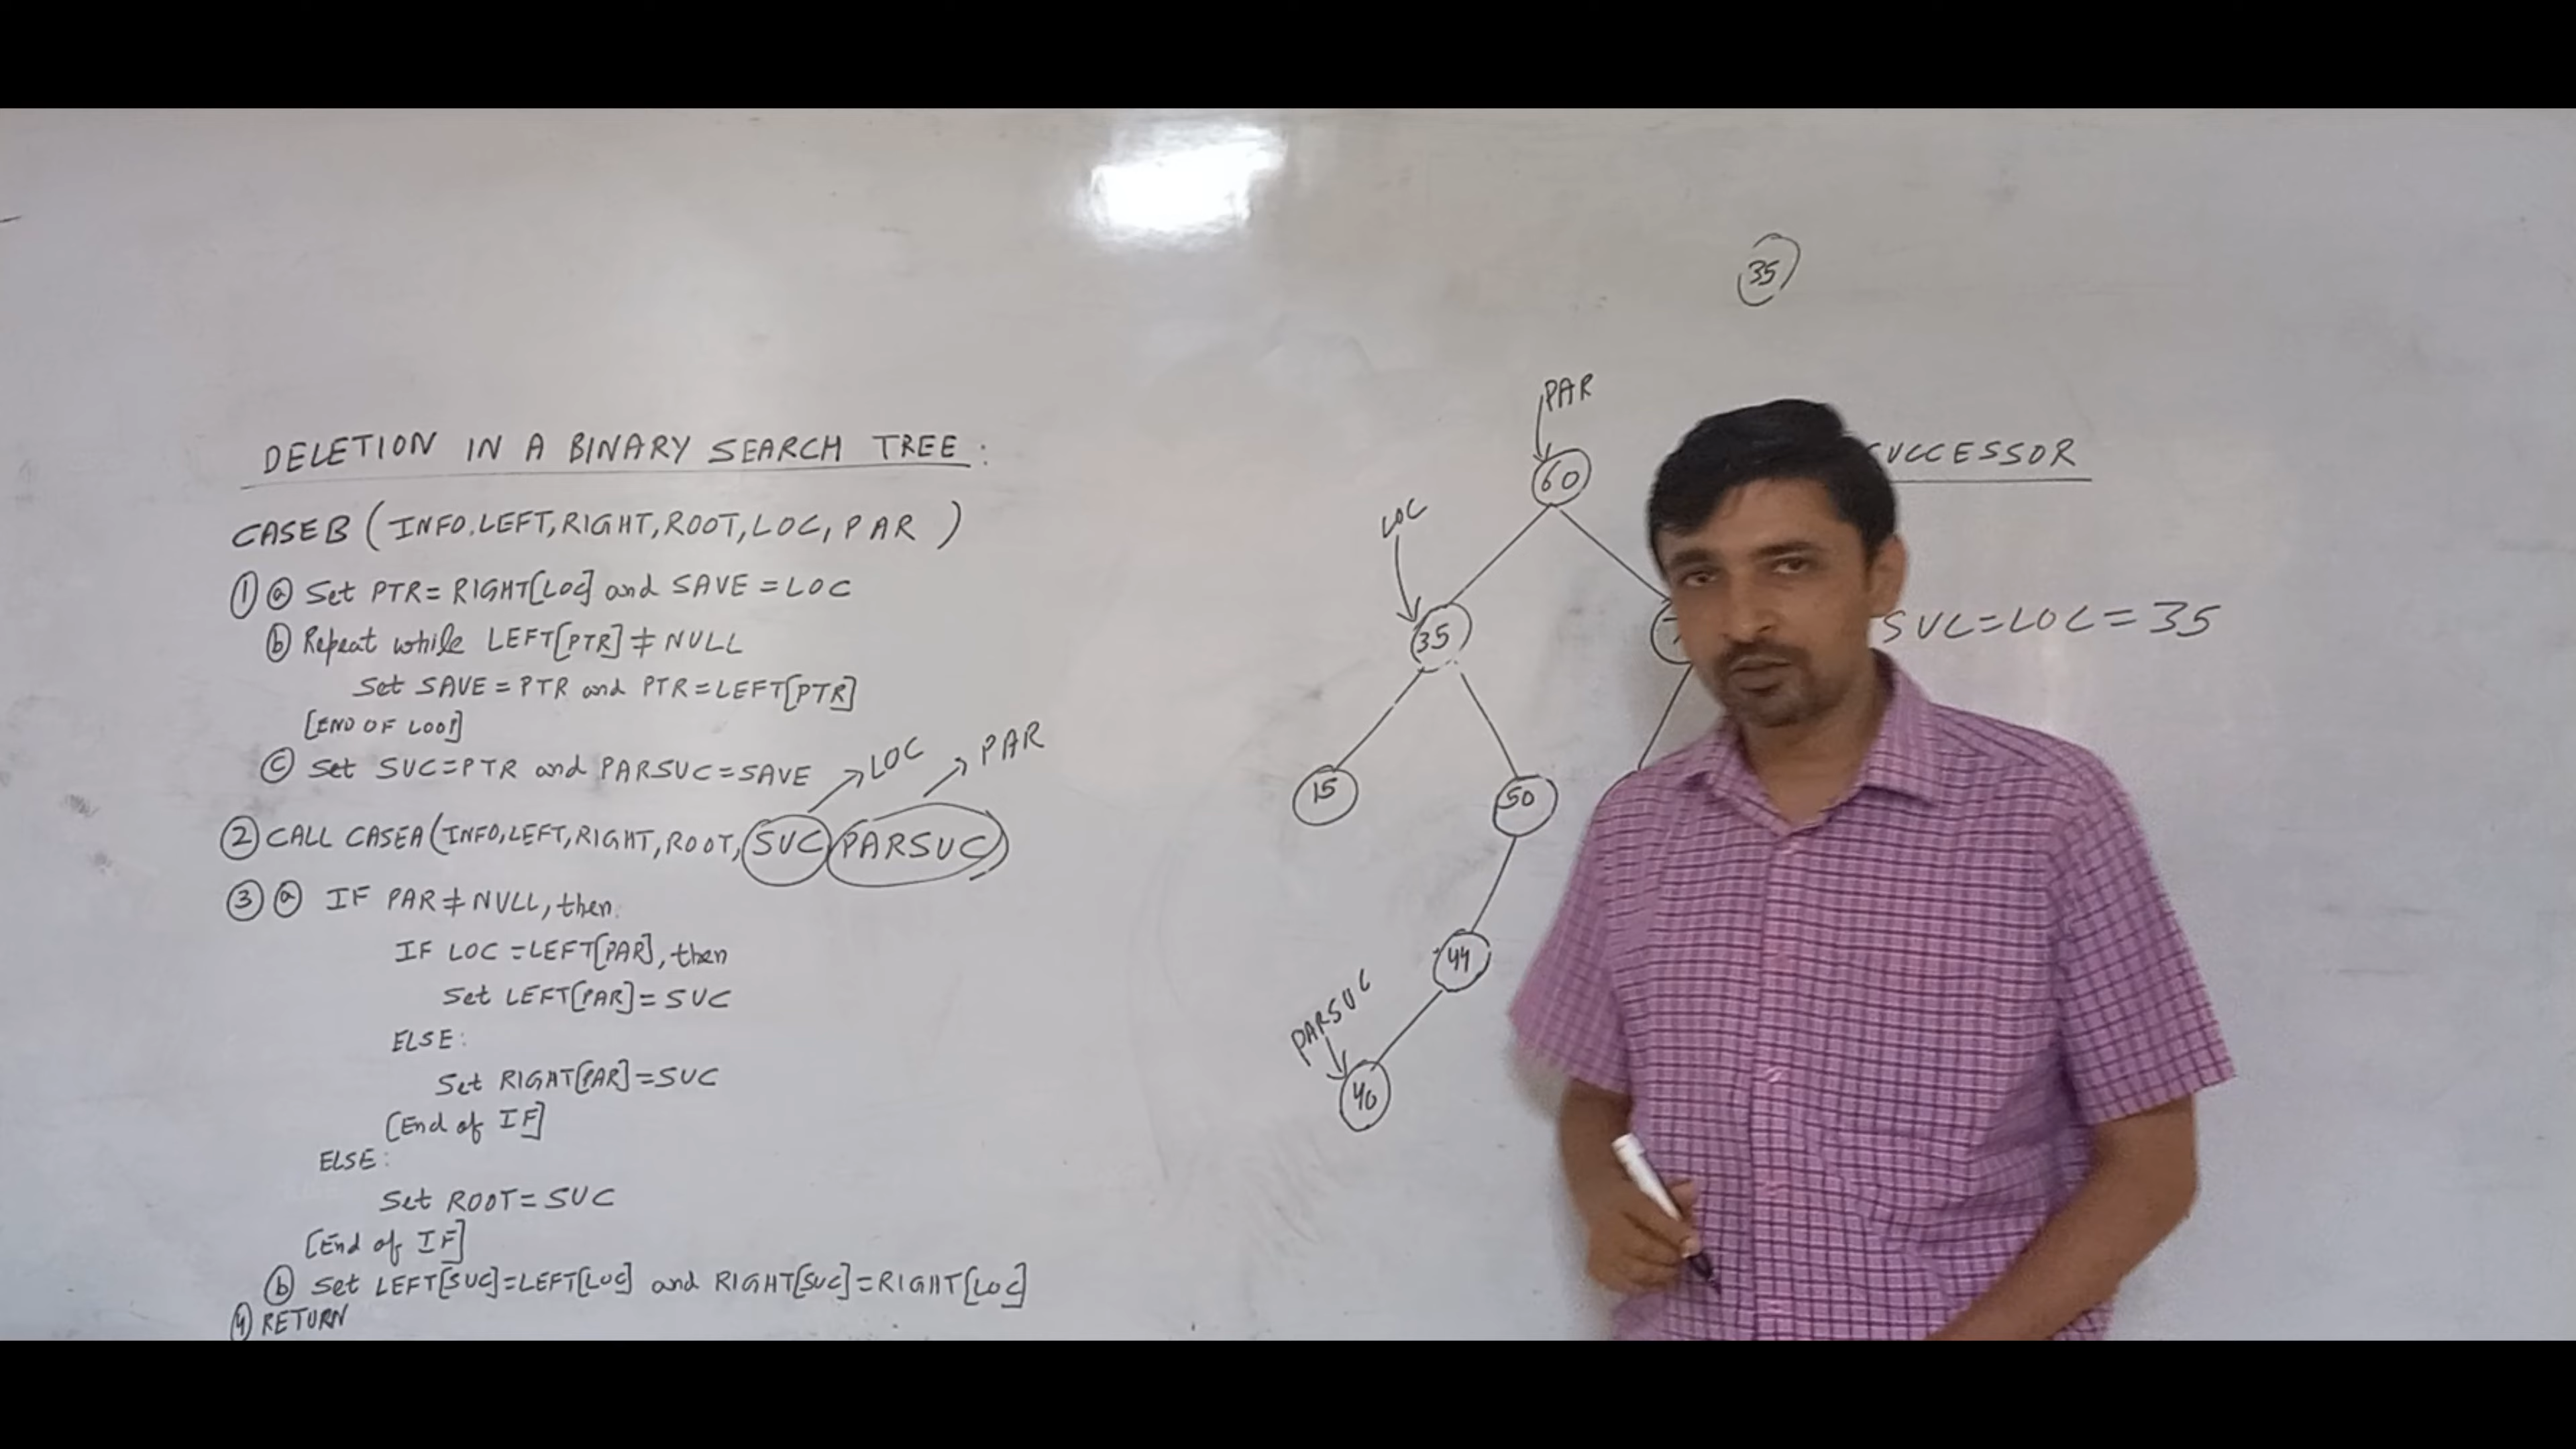 DELETION IN A BINARY SEARCH TREE :
CASEB (INFO, LEFT, RIGHT, ROOT, LOC, PAR )
① ⓐ Set PTR = RIGHT[LOC] and SAVE = LOC
ⓑ Repeat while LEFT[PTR] ≠ NULL
Set SAVE = PTR and PTR = LEFT[PTR]
[END OF LOOP]
ⓒ Set SUC = PTR and PARSUC = SAVE
LOC
PAR
② CALL CASEA (INFO, LEFT, RIGHT, ROOT, SUC PARSUC)
③ ⓐ IF PAR ≠ NULL, then
IF LOC = LEFT[PAR], then
Set LEFT[PAR] = SUC
ELSE:
Set RIGHT[PAR] = SUC
[End of IF]
ELSE:
Set ROOT = SUC
[End of IF]
ⓑ Set LEFT[SUC] = LEFT[LOC] and RIGHT[SUC] = RIGHT[LOC]
④ RETURN
35
PAR
60
LOC
35
15
50
44
PARSUC
40
SUCCESSOR
SUC = LOC = 35